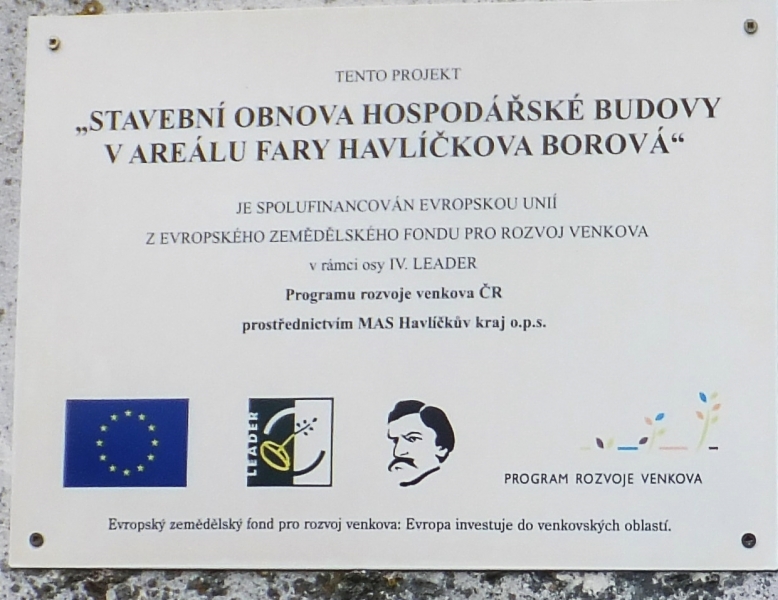 TENTO PROJEKT
„STAVEBNÍ OBNOVA HOSPODÁŘSKÉ BUDOVY
V AREÁLU FARY HAVLÍČKOVA BOROVÁ“
JE SPOLUFINANCOVÁN EVROPSKOU UNIÍ
Z EVROPSKÉHO ZEMĚDĚLSKÉHO FONDU PRO ROZVOJ VENKOVA
v rámci osy IV. LEADER
Programu rozvoje venkova ČR
prostřednictvím MAS Havlíčkův kraj o.p.s.
LEADER
PROGRAM ROZVOJE VENKOVA
Evropský zemědělský fond pro rozvoj venkova: Evropa investuje do venkovských oblastí.